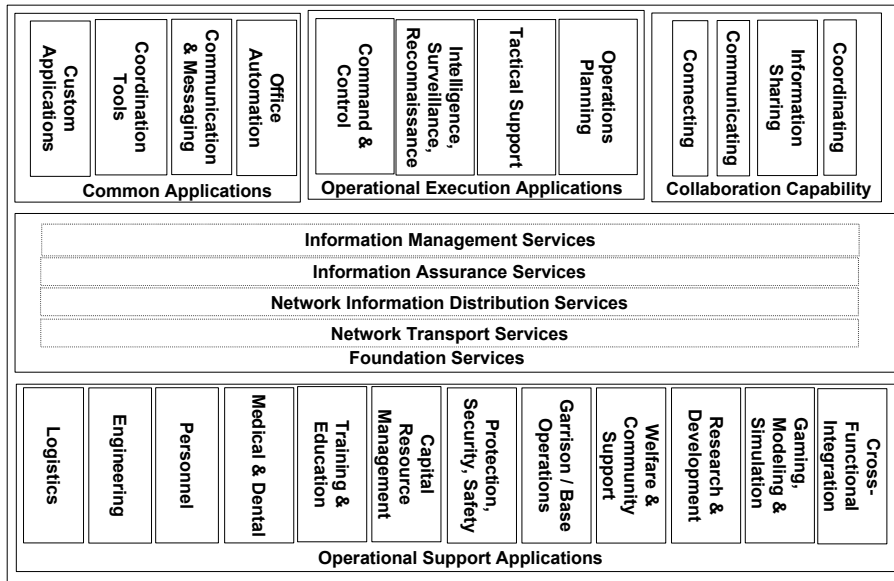 Custom
Applications
Coordination
Tools
Communication
& Messaging
Office
Automation
Common Applications
Command &
Control
Intelligence,
Surveillance,
Reconnaissance
Tactical Support
Operations
Planning
Operational Execution Applications
Connecting
Communicating
Information
Sharing
Coordinating
Collaboration Capability
Information Management Services
Information Assurance Services
Network Information Distribution Services
Network Transport Services
Foundation Services
Logistics
Engineering
Personnel
Medical & Dental
Training &
Education
Capital
Resource
Management
Protection,
Security, Safety
Garrison / Base
Operations
Welfare &
Community
Support
Research &
Development
Gaming,
Modeling &
Simulation
Cross-
Functional
Integration
Operational Support Applications